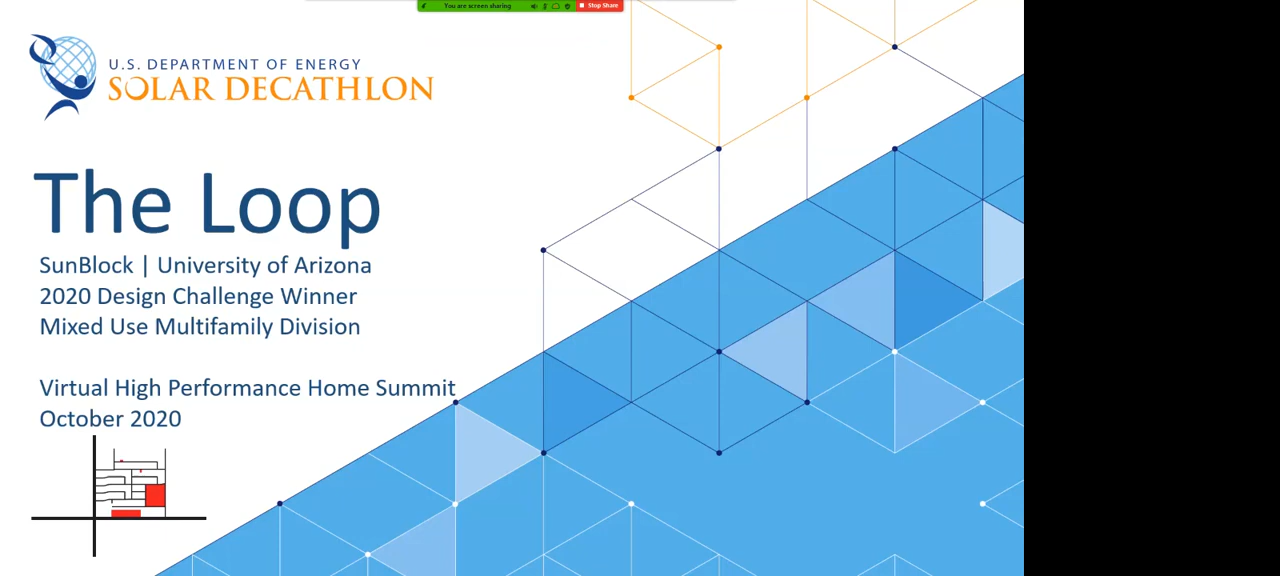 You are screen sharing
Stop Share
U.S. DEPARTMENT OF ENERGY
SOLAR DECATHLON
The Loop
SunBlock | University of Arizona
2020 Design Challenge Winner
Mixed Use Multifamily Division
Virtual High Performance Home Summit
October 2020